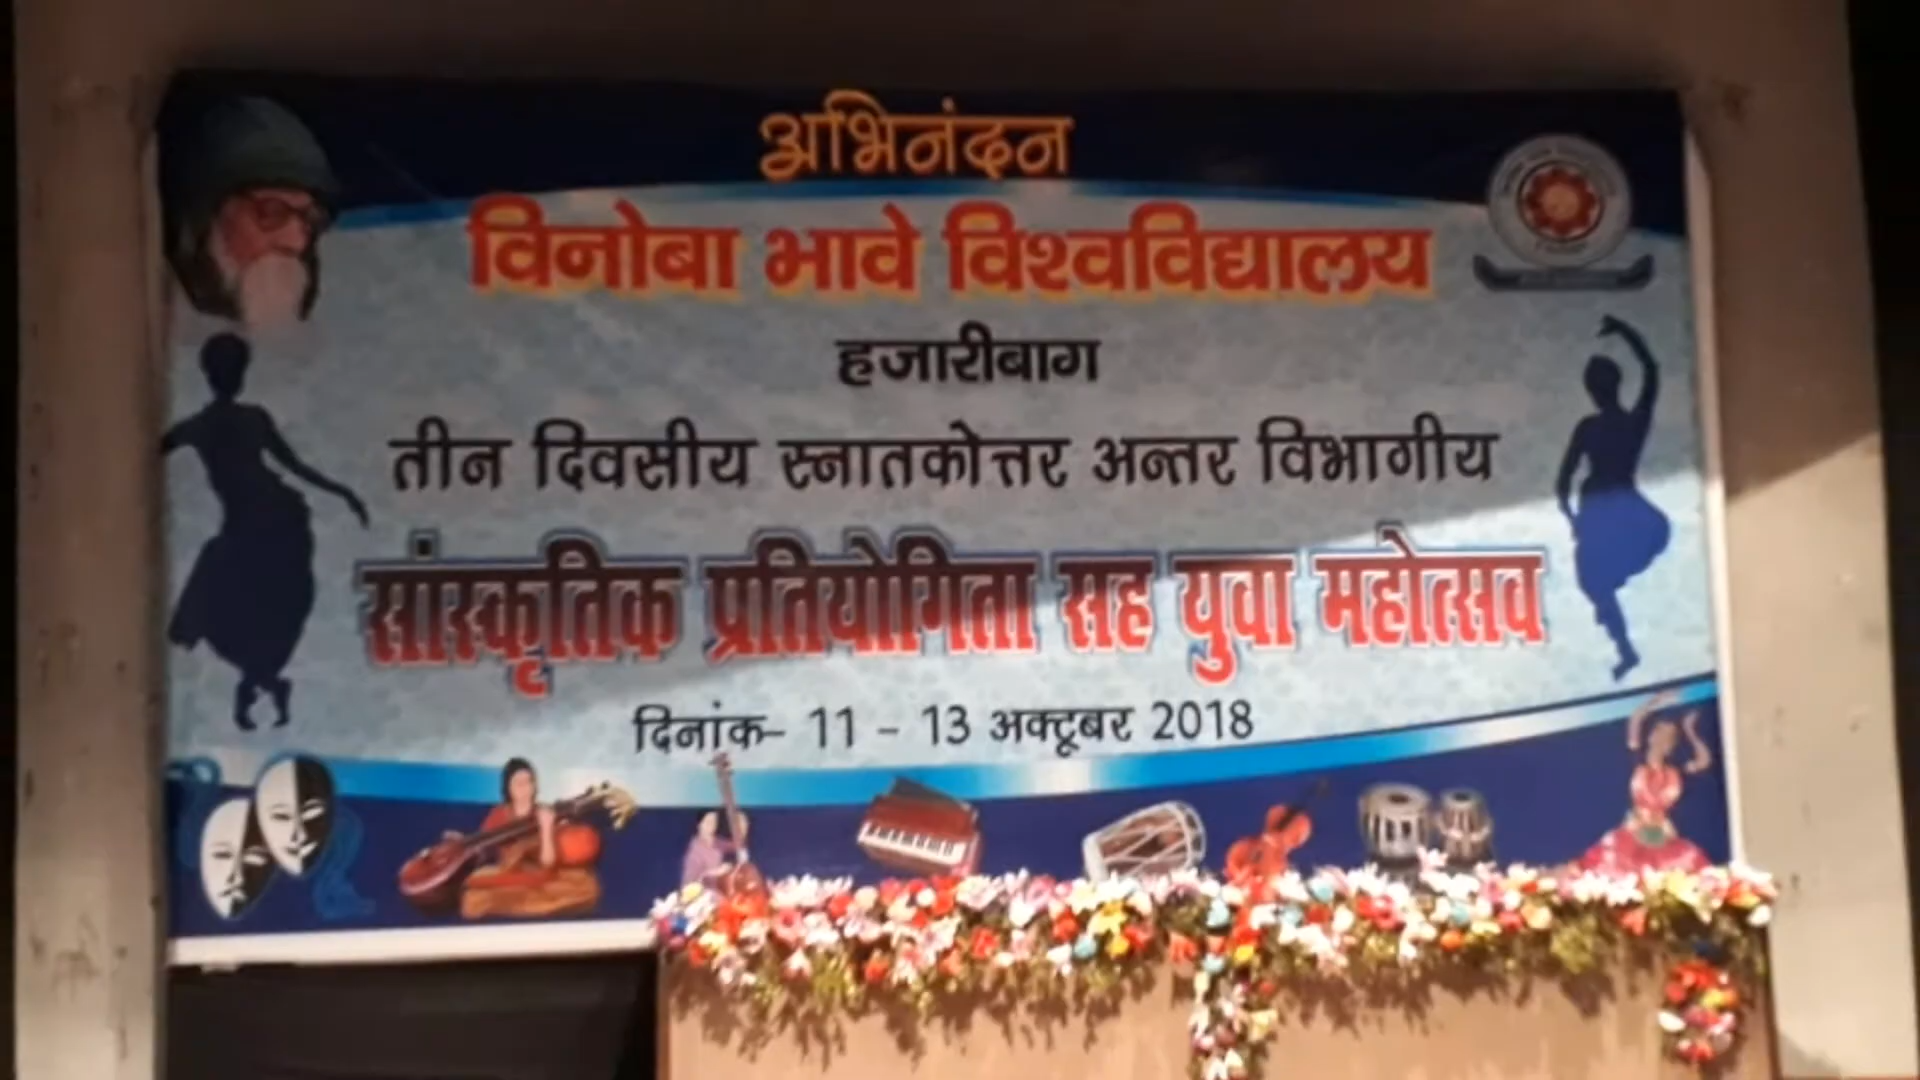 अभिनंदन
विनोबा भावे विश्वविद्यालय
हजारीबाग
तीन दिवसीय स्नातकोत्तर अन्तर विभागीय
सांस्कृतिक प्रतियोगिता सह युवा महोत्सव
दिनांक- 11 - 13 अक्टूबर 2018